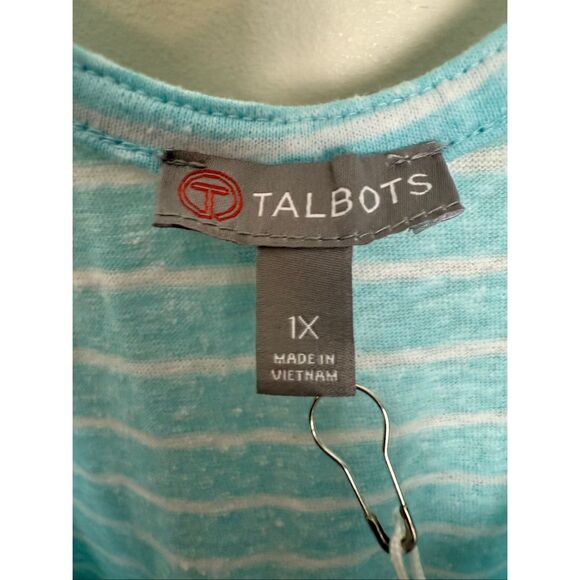 T TALBOTS
1X
MADE IN
VIETNAM